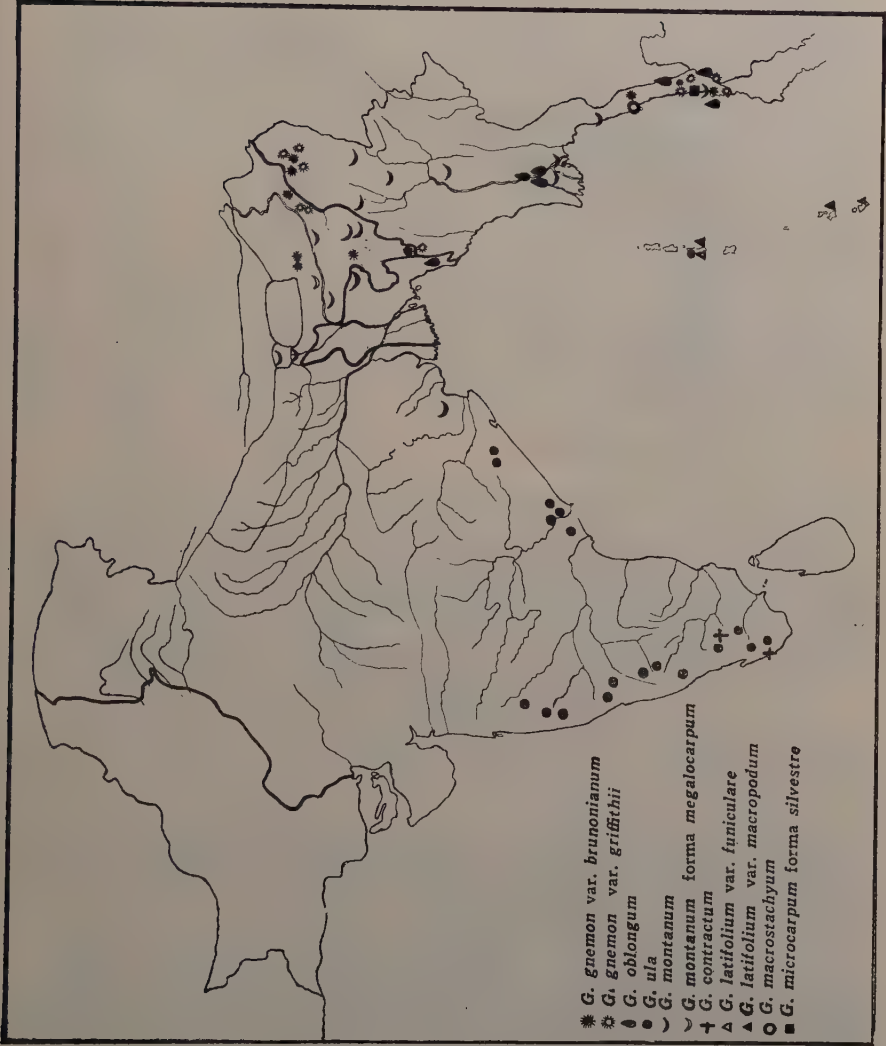 G. gnemon var. brunonianum
G. gnemon var. griffithii
G. oblongum
G. ula
G. montanum
G. montanum forma megalocarpum
G. contractum
G. latifolium var. funiculare
G. latifolium var. macropodum
G. macrostachyum
G. microcarpum forma silvestre